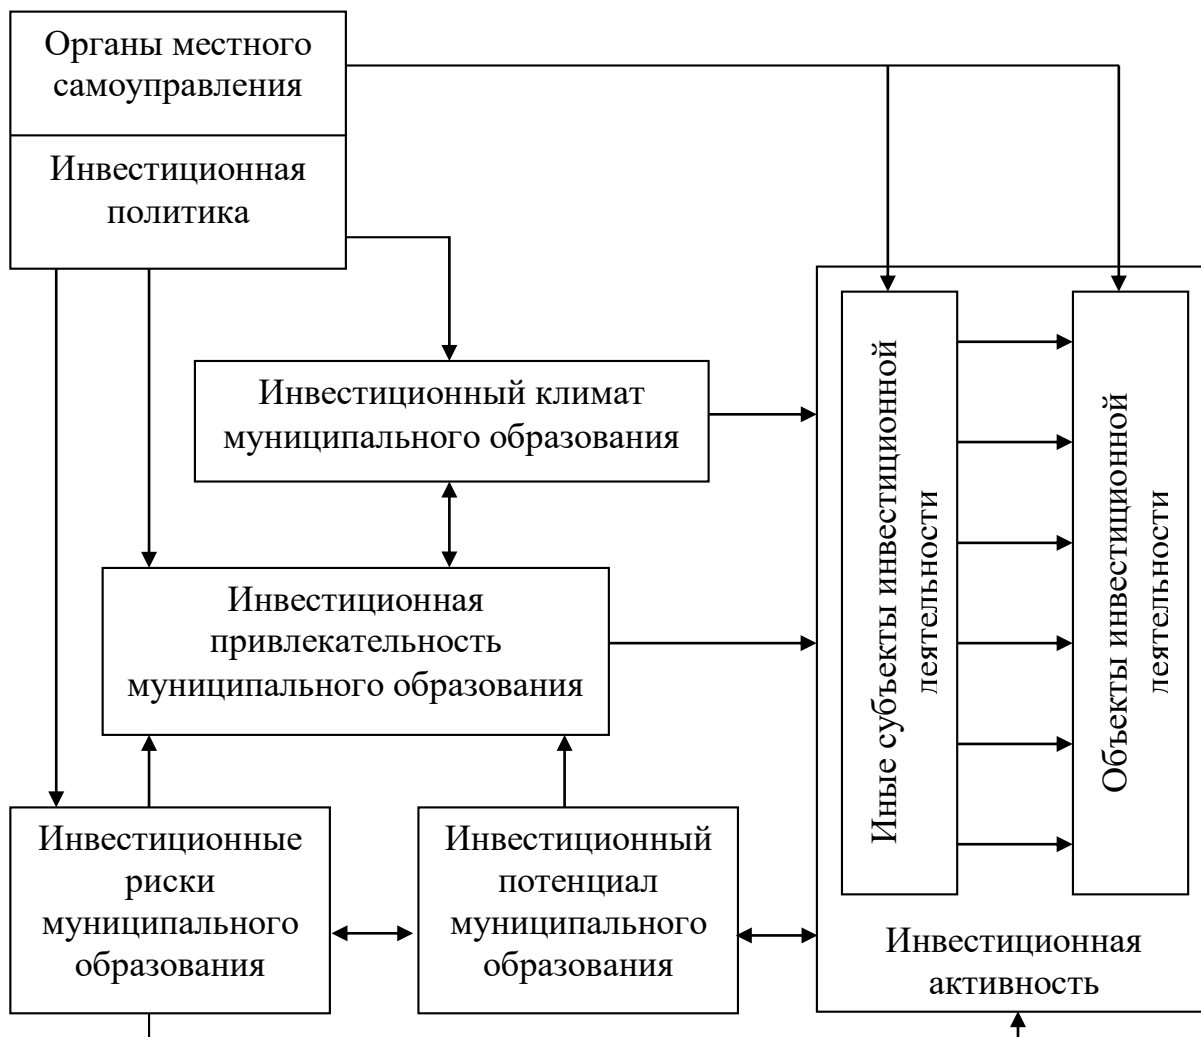 Органы местного
самоуправления
Инвестиционная
политика
Инвестиционный климат
муниципального образования
Инвестиционная
привлекательность
муниципального образования
Инвестиционные
риски
муниципального
образования
Инвестиционный
потенциал
муниципального
образования
Иные субъекты инвестиционной
деятельности
Объекты инвестиционной
деятельности
Инвестиционная
активность